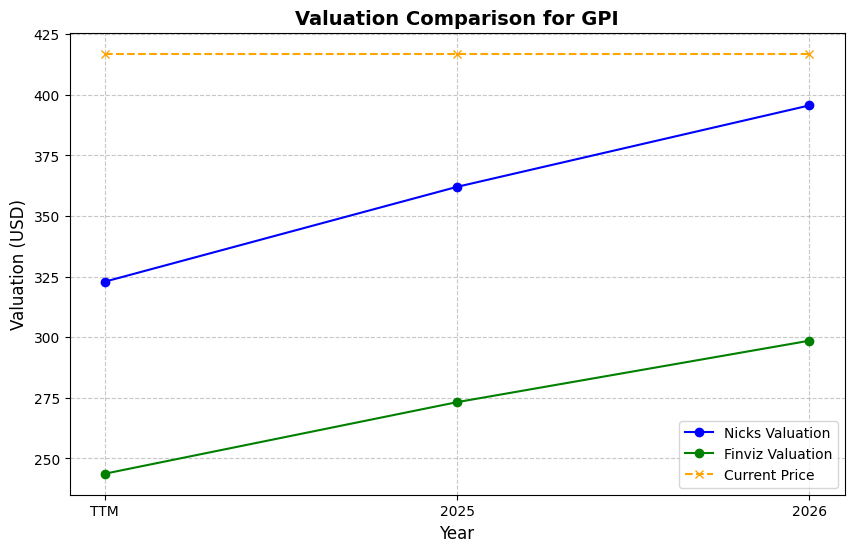 Valuation Comparison for GPI
Valuation (USD)
425
400
375
350
325
300
275
250
TTM
2025
2026
Year
Nicks Valuation
Finviz Valuation
Current Price